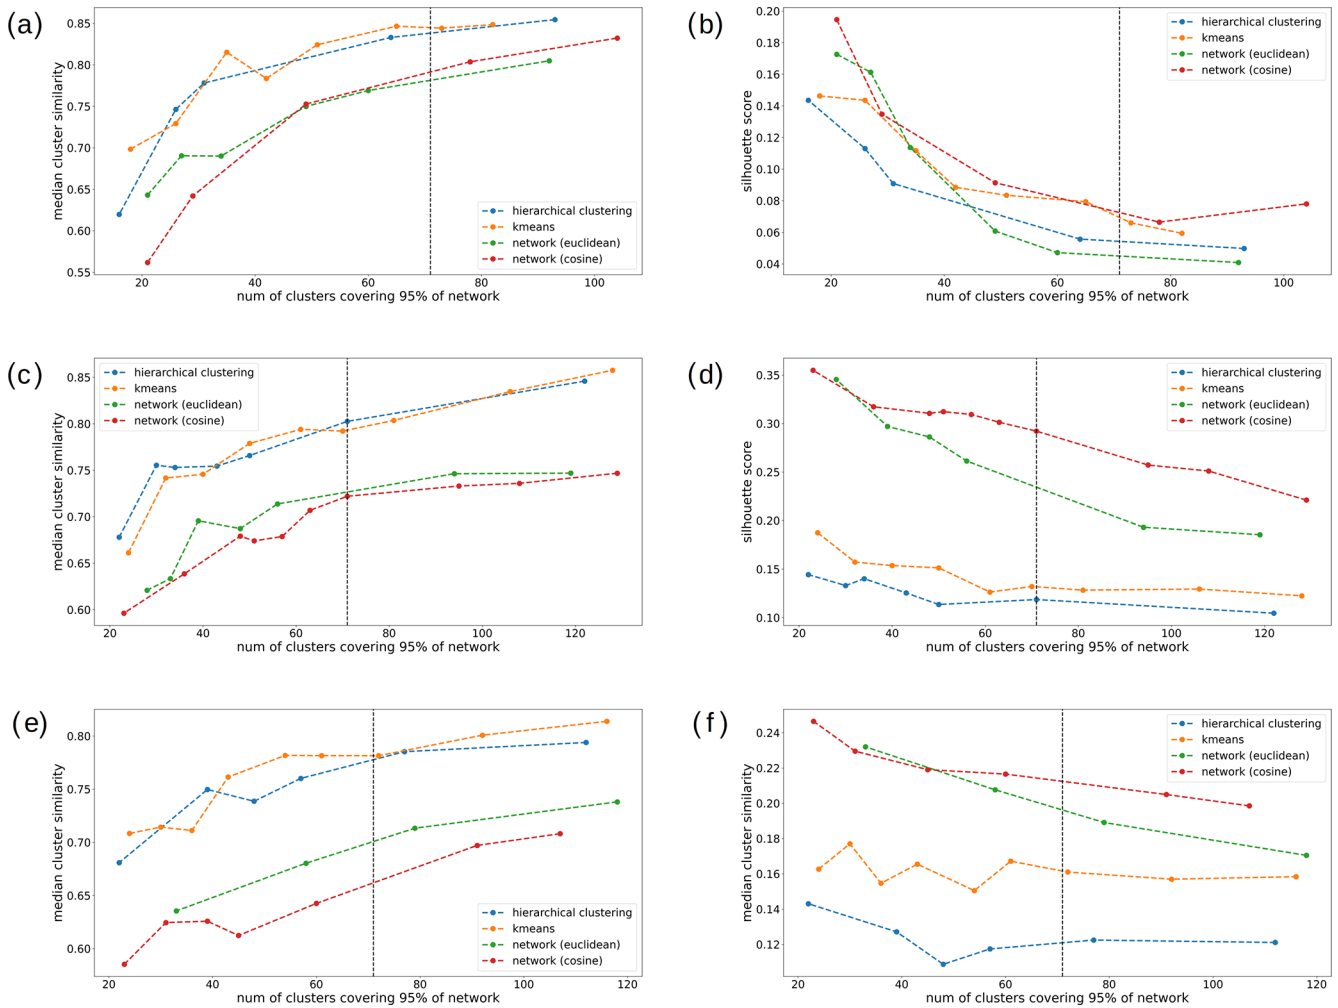 (a)
0.85
0.80
0.75
0.70
0.65
0.60
0.55
median cluster similarity
20 40 60 80 100
num of clusters covering 95% of network
hierarchical clustering
kmeans
network (euclidean)
network (cosine)
(b)
0.20
0.18
0.16
0.14
0.12
0.10
0.08
0.06
0.04
silhouette score
20 40 60 80 100
num of clusters covering 95% of network
hierarchical clustering
kmeans
network (euclidean)
network (cosine)
(c)
0.85
0.80
0.75
0.70
0.65
0.60
median cluster similarity
20 40 60 80 100 120
num of clusters covering 95% of network
hierarchical clustering
kmeans
network (euclidean)
network (cosine)
(d)
0.35
0.30
0.25
0.20
0.15
0.10
silhouette score
20 40 60 80 100 120
num of clusters covering 95% of network
hierarchical clustering
kmeans
network (euclidean)
network (cosine)
(e)
0.80
0.75
0.70
0.65
0.60
median cluster similarity
20 40 60 80 100 120
num of clusters covering 95% of network
hierarchical clustering
kmeans
network (euclidean)
network (cosine)
(f)
0.24
0.22
0.20
0.18
0.16
0.14
0.12
median cluster similarity
20 40 60 80 100 120
num of clusters covering 95% of network
hierarchical clustering
kmeans
network (euclidean)
network (cosine)